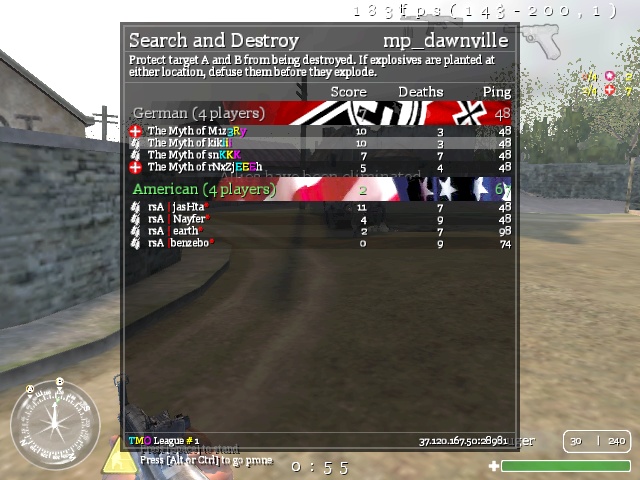 183fps(143-200,1)
Search and Destroy mp_dawnville
Protect target A and B from being destroyed. If explosives are planted at
either location, defuse them before they explode.
Score Deaths Ping
German (4 players) 48
The Myth of M1z3Ry 10 3 48
The Myth of kikiii 10 3 48
The Myth of snKKK 7 7 48
The Myth of rNxZjEEEh 5 4 48
have been eliminated
American (4 players) 2
rsA | jasHta* 11 7 48
rsA | Nayfer* 4 9 48
rsA | earth* 2 7 98
rsA |benzebo* 0 9 74
A B
TMO League #1 37.120.167.50:28981
30 | 240
Press [Alt or Ctrl] to go prone
0:55